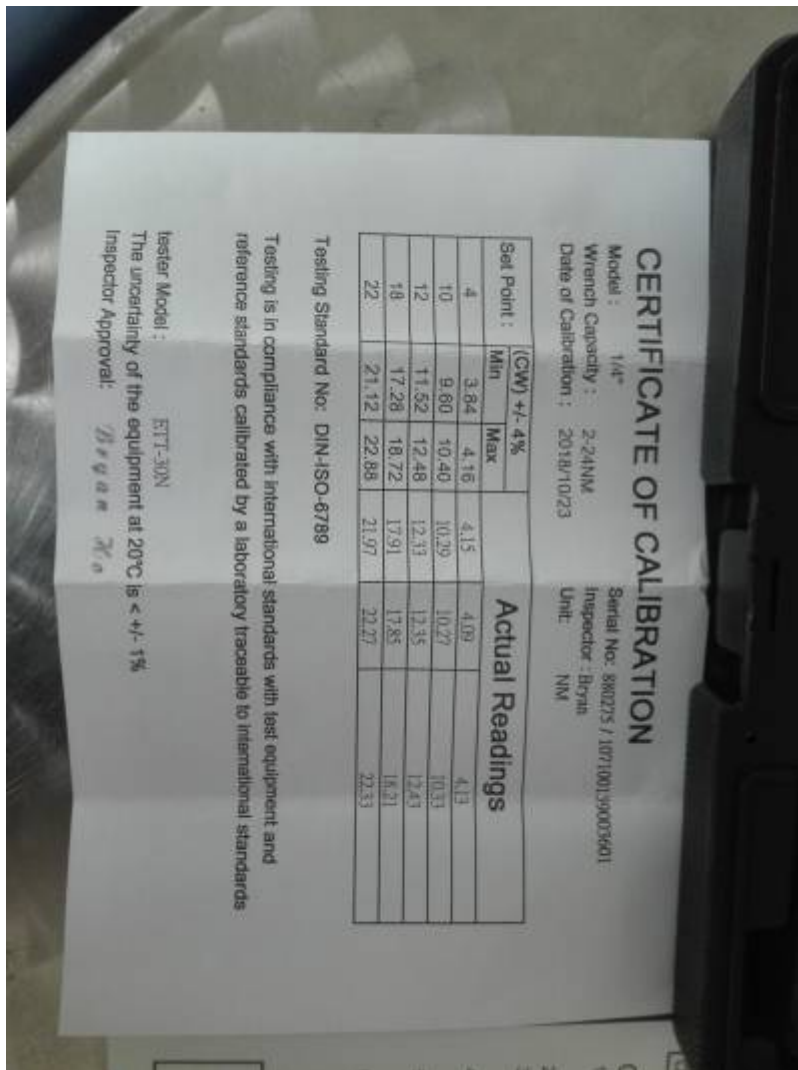 CERTIFICATE OF CALIBRATION
Model : 1/4" Serial No: 880275 / 107100139003601
Wrench Capacity : 2-24NM Inspector : Bryan
Date of Calibration : 2018/10/23 Unit: NM
Set Point : (CW) +/- 4% Actual Readings
Min Max
4 3.84 4.16 4.15 4.09 4.13
10 9.60 10.40 10.29 10.27 10.33
12 11.52 12.48 12.33 12.35 12.43
18 17.28 18.72 17.91 17.85 18.21
22 21.12 22.88 21.97 22.27 22.33
Testing Standard No: DIN-ISO-6789
Testing is in compliance with international standards with test equipment and
reference standards calibrated by a laboratory traceable to international standards
tester Model : ETT-30N
The uncertainty of the equipment at 20℃ is < +/- 1%
Inspector Approval: Bryan Ho